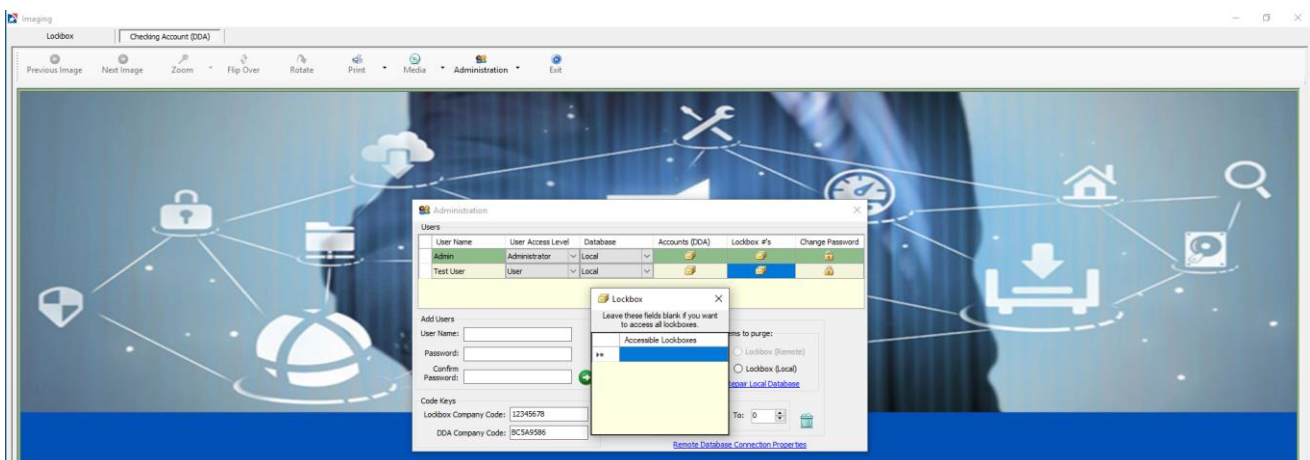 Imaging
Lockbox Checking Account (DDA)
Previous Image Next Image Zoom Flip Over Rotate Print Media Administration Exit
Administration
Users
User Name User Access Level Database Accounts (DDA) Lockbox #'s Change Password
Admin Administrator Local
Test User User Local
Lockbox
Leave these fields blank if you want
to access all lockboxes.
Accessible Lockboxes
Add Users
User Name:
Password:
Confirm
Password:
to purge:
Lockbox (Remote)
Lockbox (Local)
Repair Local Database
Code Keys
Lockbox Company Code: 12345678
To: 0
DDA Company Code: BC5A9586
Remote Database Connection Properties